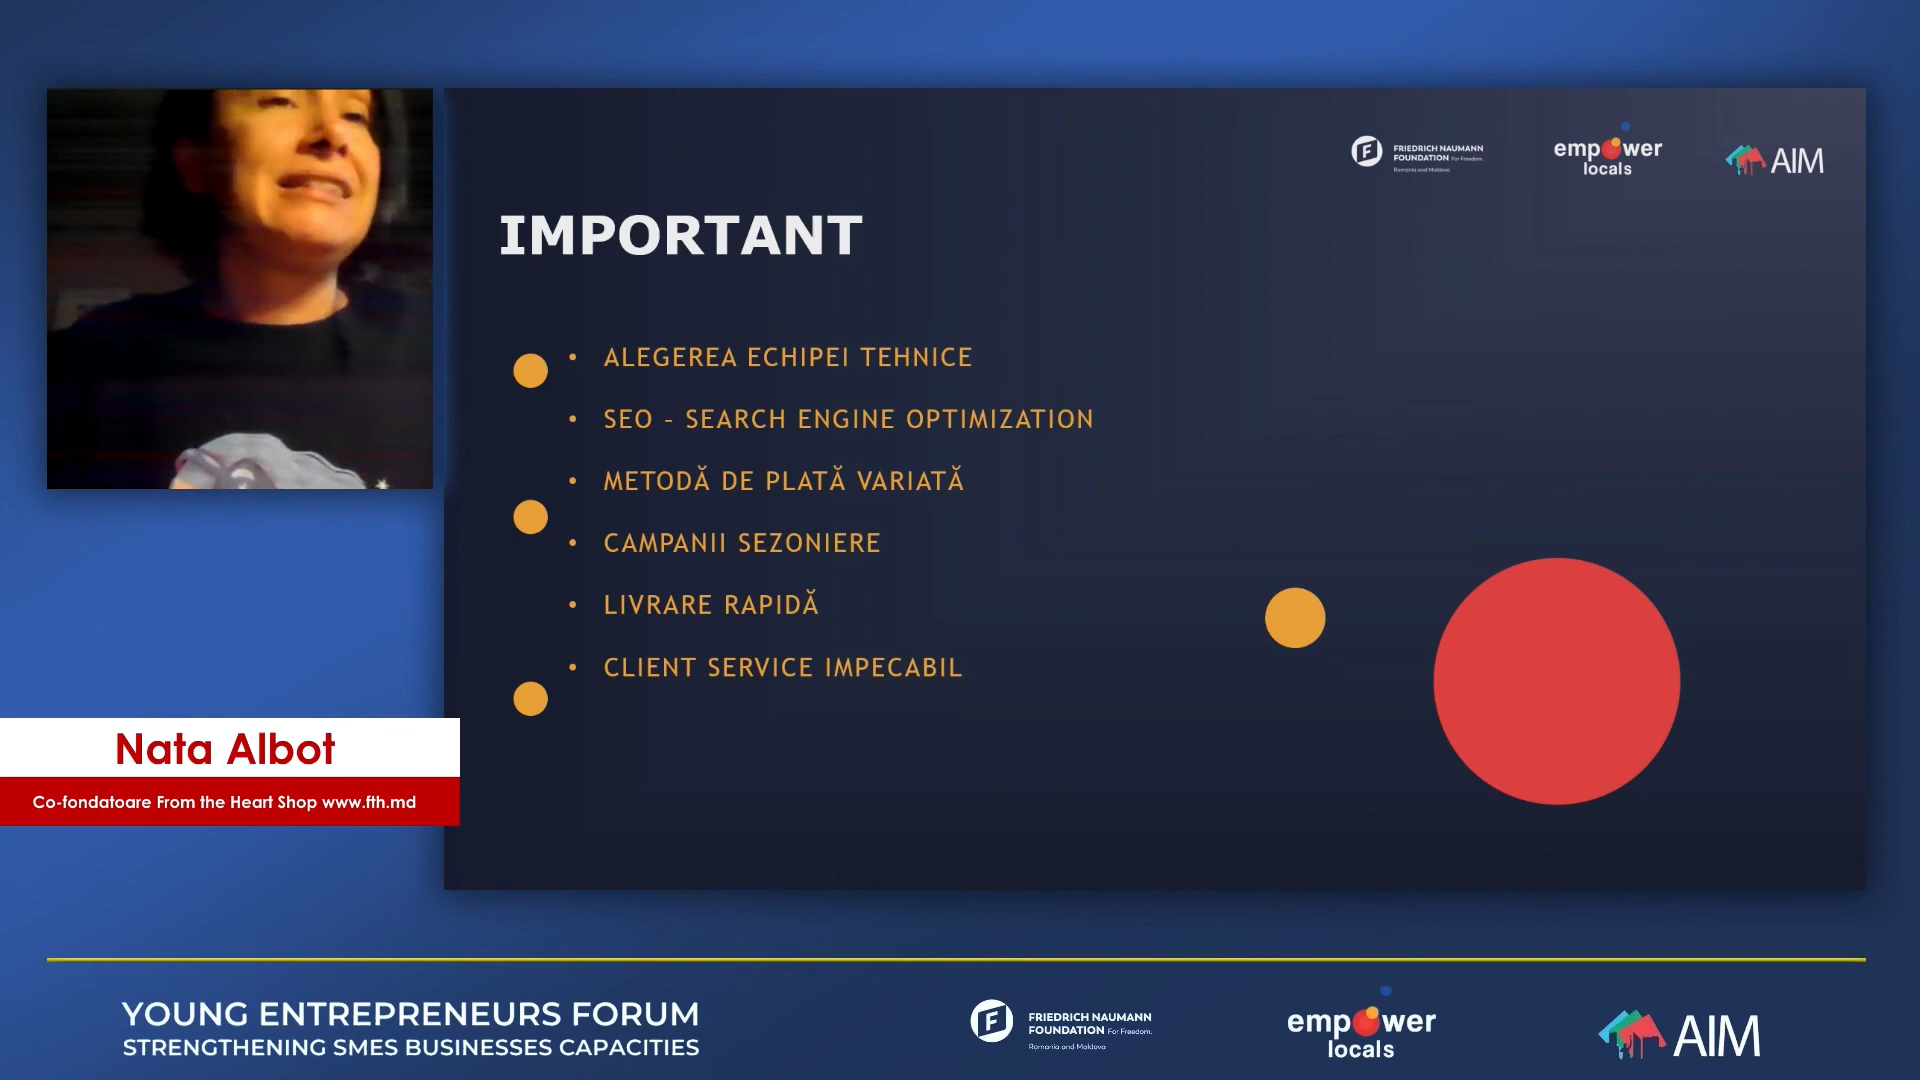 FRIEDRICH NAUMANN
FOUNDATION For Freedom.
Romania and Moldova
empower
locals
AIM
IMPORTANT
• ALEGEREA ECHIPEI TEHNICE
• SEO - SEARCH ENGINE OPTIMIZATION
• METODĂ DE PLATĂ VARIATĂ
• CAMPANII SEZONIERE
• LIVRARE RAPIDĂ
• CLIENT SERVICE IMPECABIL
Nata Albot
Co-fondatoare From the Heart Shop www.fth.md
YOUNG ENTREPRENEURS FORUM
STRENGTHENING SMES BUSINESSES CAPACITIES
FRIEDRICH NAUMANN
FOUNDATION For Freedom.
Romania and Moldova
empower
locals
AIM